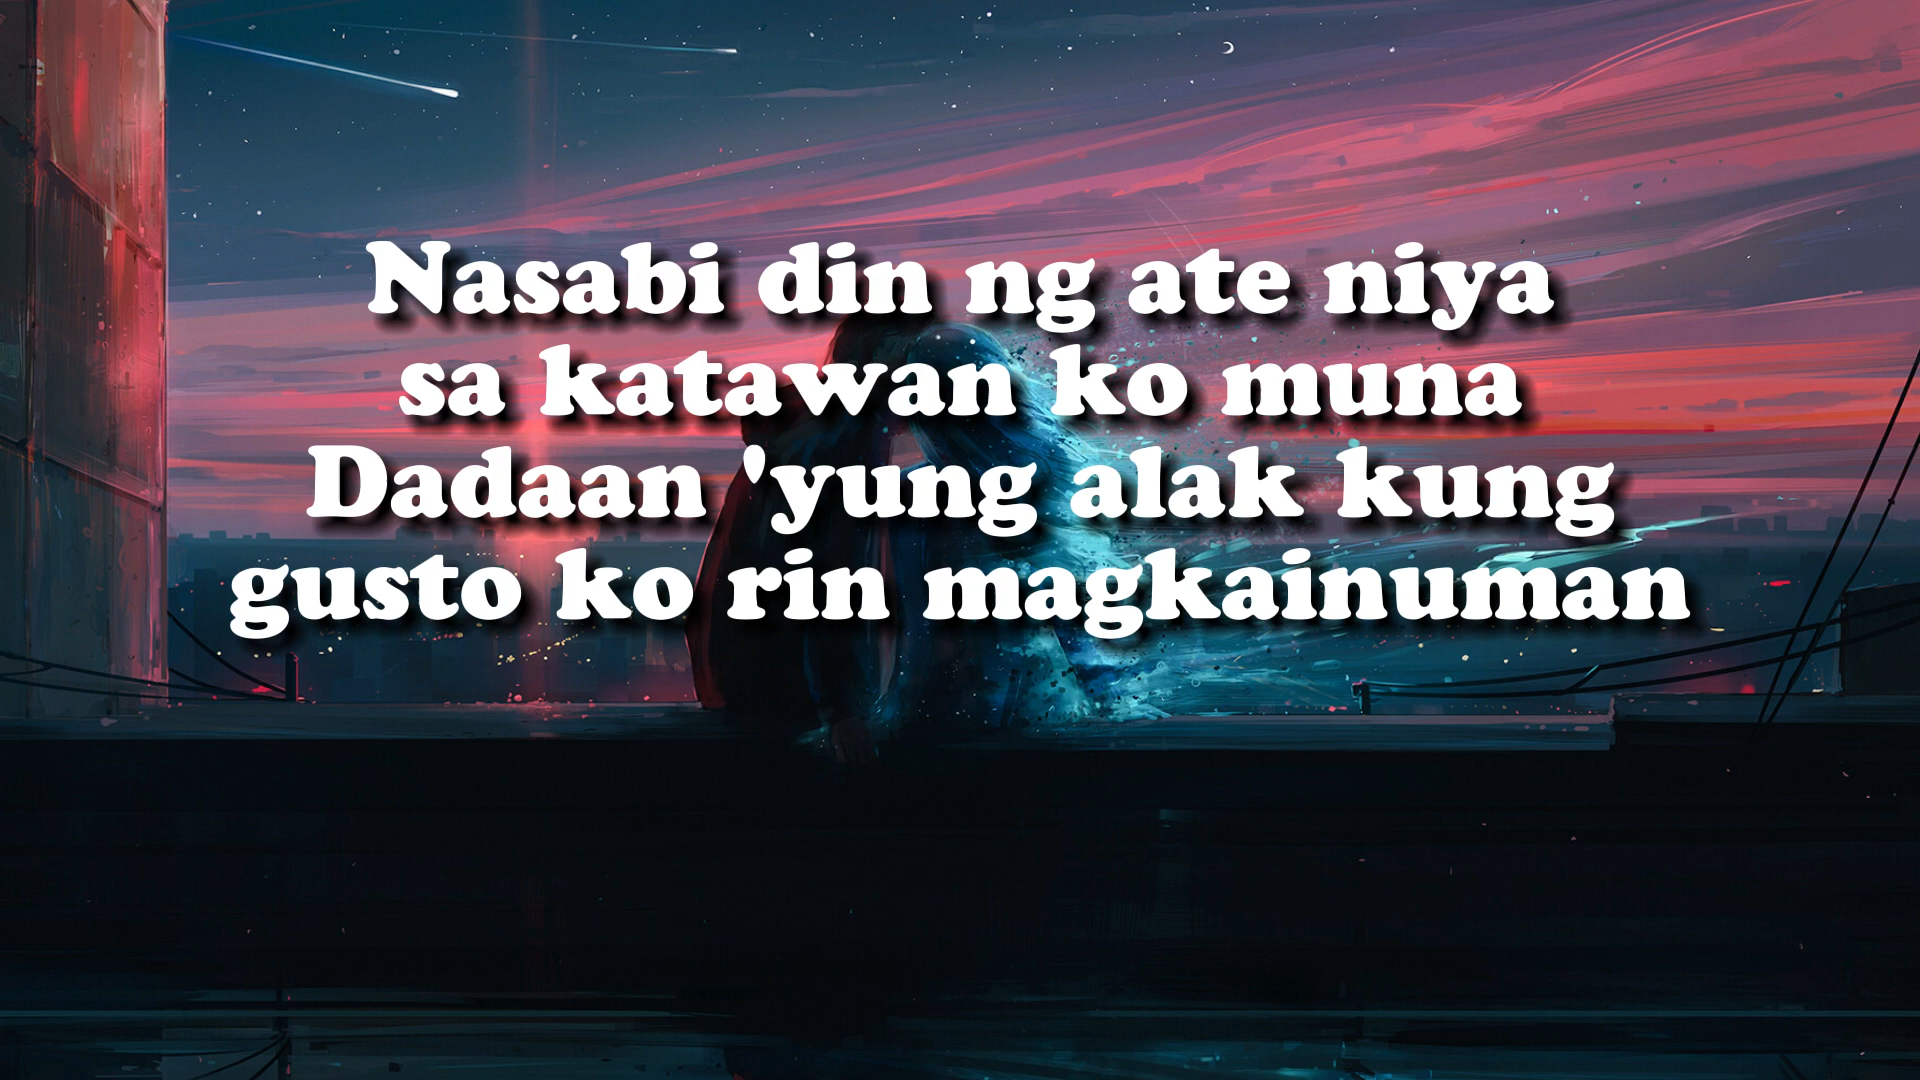 Nasabi din ng ate niya
sa katawan ko muna
Dadaan 'yung alak kung
gusto ko rin magkainuman